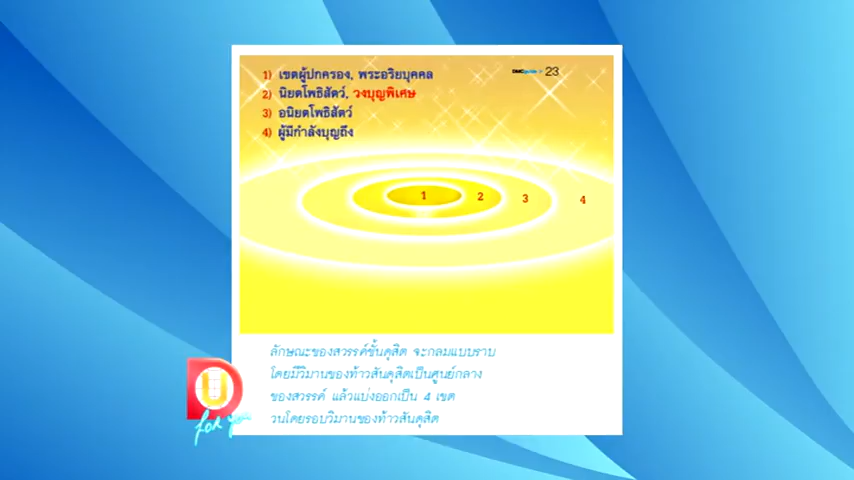 DMCguide > 23
1) เขตผู้ปกครอง, พระอริยบุคคล
2) นิยตโพธิสัตว์, วงบุญพิเศษ
3) อนิยตโพธิสัตว์
4) ผู้มีกำลังบุญถึง
1 2 3 4
ลักษณะของสวรรค์ชั้นดุสิต จะกลมแบบราบ
โดยมีวิมานของท้าวสันดุสิตเป็นศูนย์กลาง
ของสวรรค์ แล้วแบ่งออกเป็น 4 เขต
วนโดยรอบวิมานของท้าวสันดุสิต
U
for you